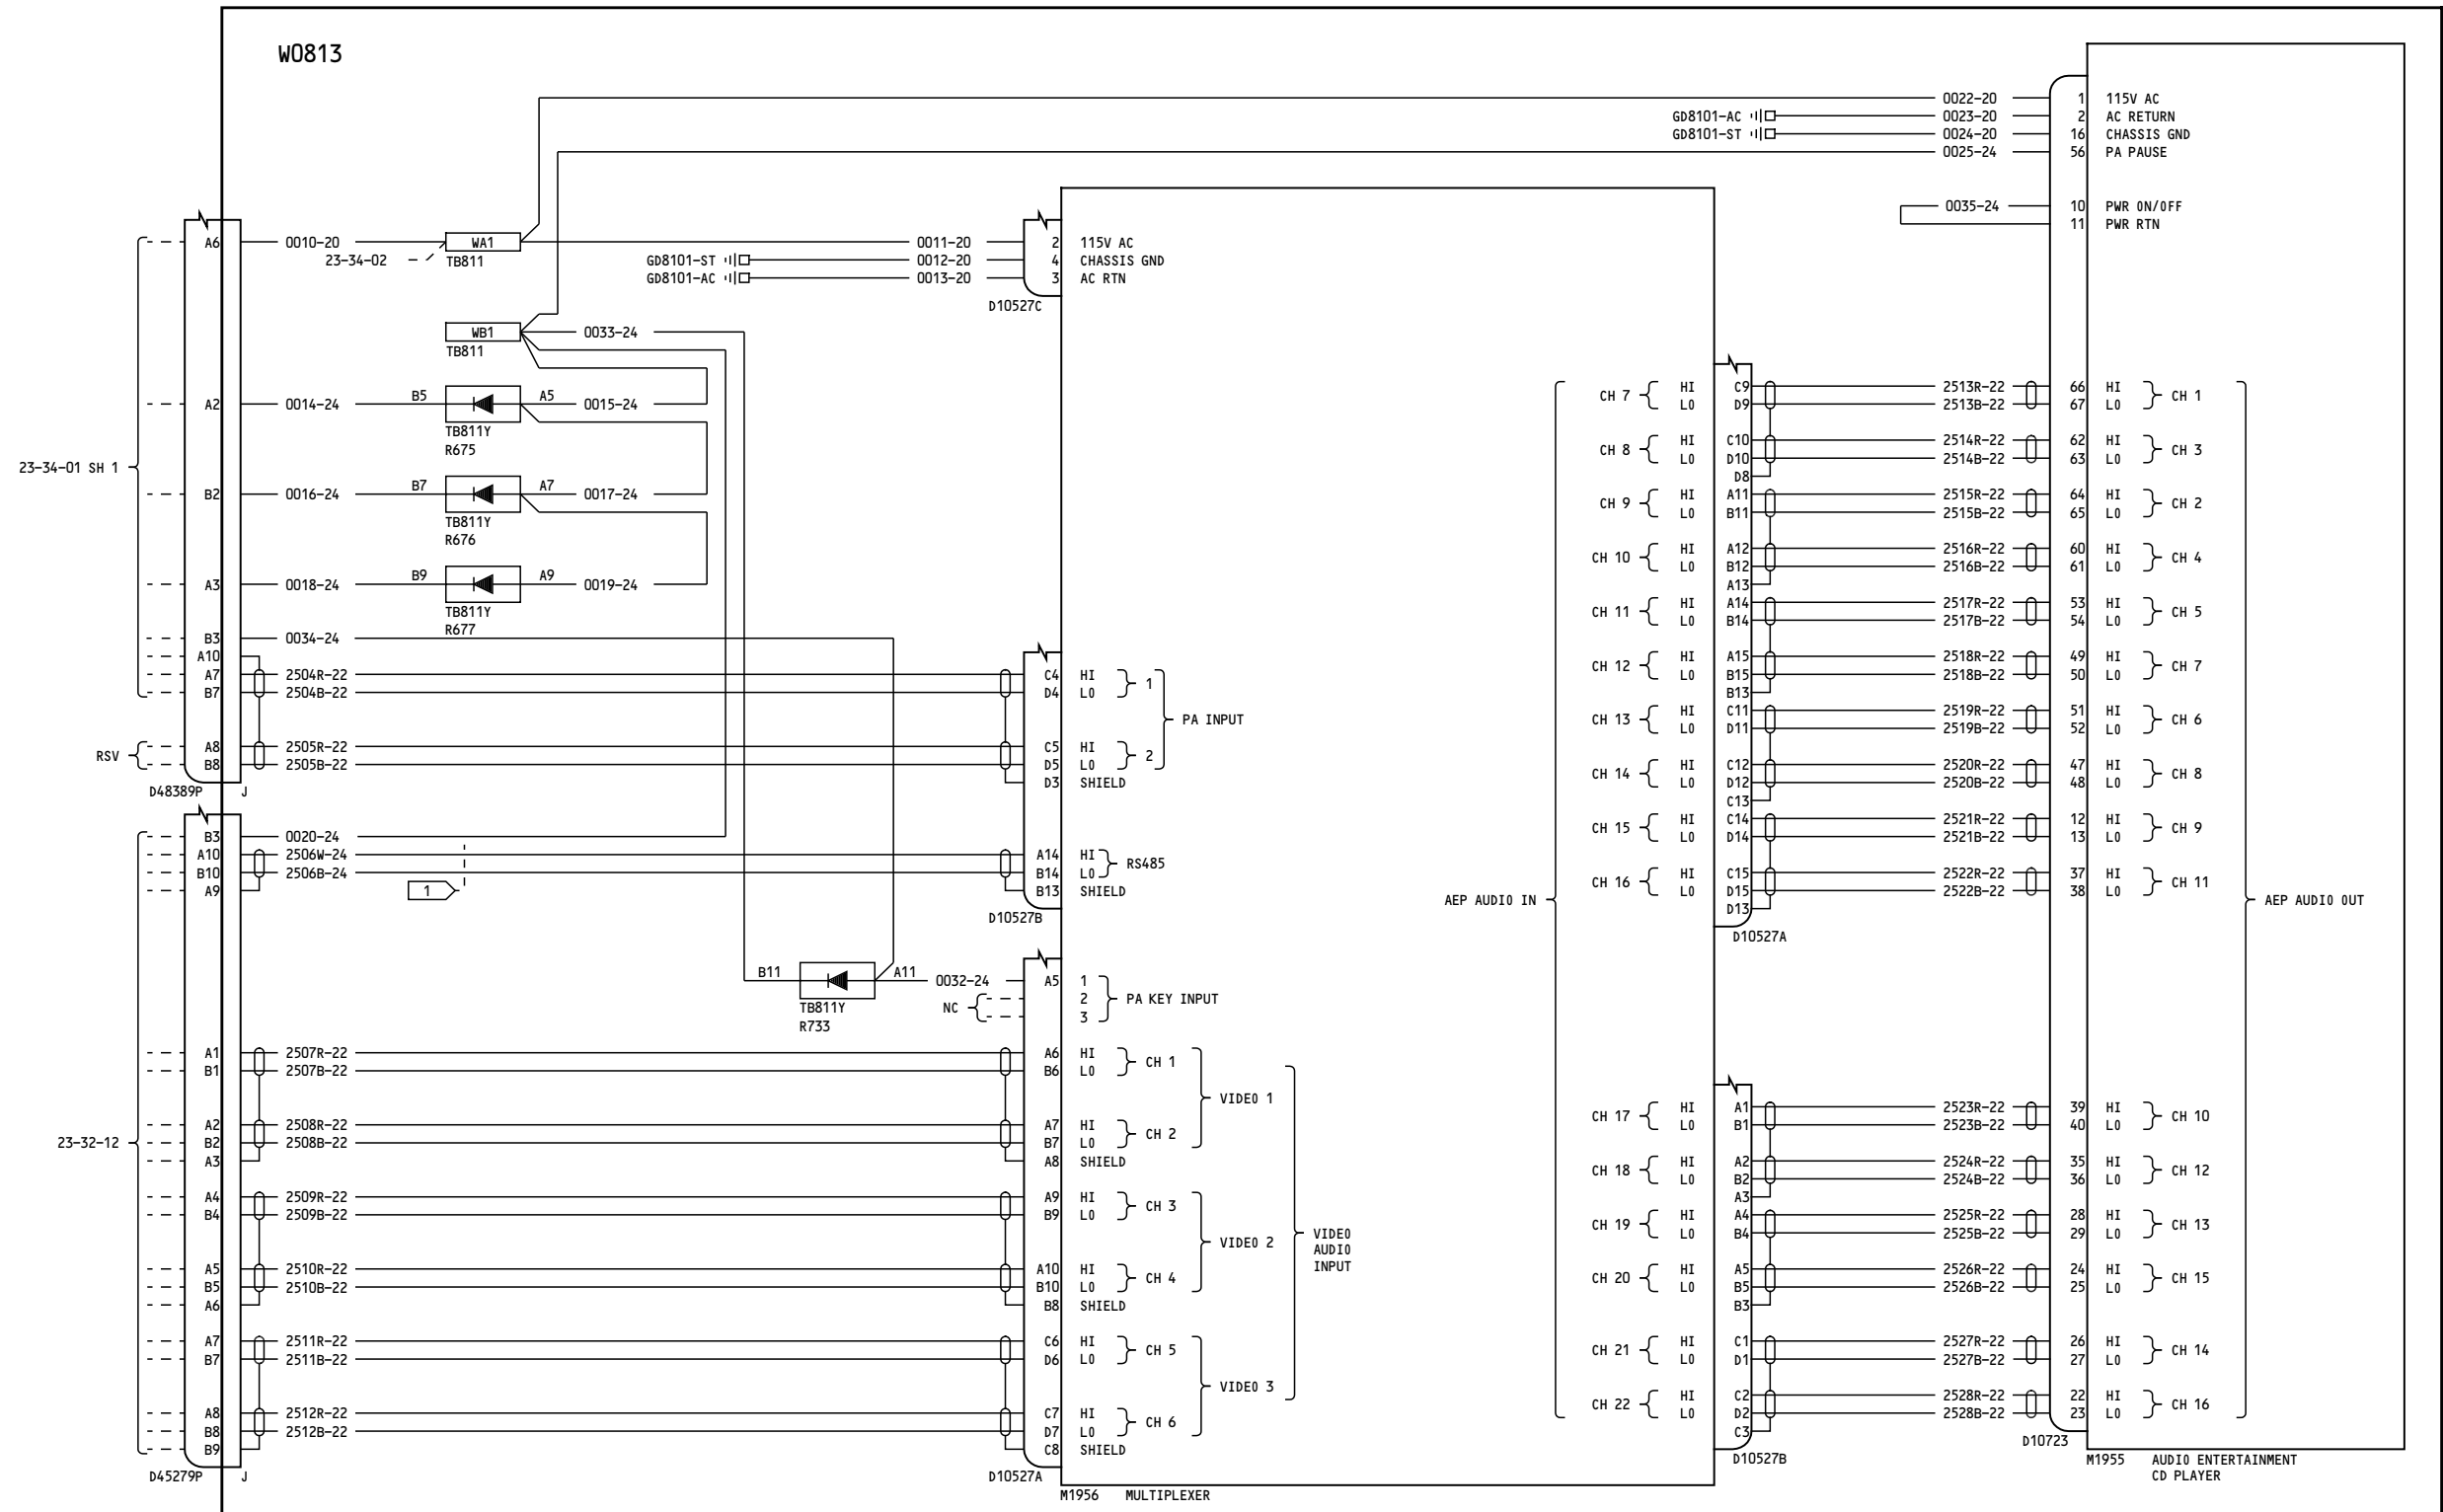 W0813
0022-20 1 115V AC
GD8101-AC 0023-20 2 AC RETURN
GD8101-ST 0024-20 16 CHASSIS GND
0025-24 56 PA PAUSE
0035-24 10 PWR ON/OFF
11 PWR RTN
A6 0010-20 WA1 0011-20 2 115V AC
23-34-02 TB811 GD8101-ST 0012-20 4 CHASSIS GND
GD8101-AC 0013-20 3 AC RTN
D10527C
WB1 0033-24
TB811
A2 0014-24 B5 A5 0015-24
TB811Y
R675
23-34-01 SH 1
B2 0016-24 B7 A7 0017-24
TB811Y
R676
A3 0018-24 B9 A9 0019-24
TB811Y
R677
B3 0034-24
A10
A7 2504R-22 C4 HI
B7 2504B-22 D4 LO
1
PA INPUT
RSV
A8 2505R-22 C5 HI
B8 2505B-22 D5 LO
2
D3 SHIELD
D48389P J
B3 0020-24
A10 2506W-24 A14 HI
B10 2506B-24 B14 LO
RS485
A9 1 B13 SHIELD
D10527B
B11 A11 0032-24 A5 1
NC 2 PA KEY INPUT
3
TB811Y
R733
A1 2507R-22 A6 HI
B1 2507B-22 B6 LO
CH 1
VIDEO 1
A2 2508R-22 A7 HI
B2 2508B-22 B7 LO
CH 2
A3 A8 SHIELD
23-32-12
A4 2509R-22 A9 HI
B4 2509B-22 B9 LO
CH 3
VIDEO 2
VIDEO
AUDIO
INPUT
A5 2510R-22 A10 HI
B5 2510B-22 B10 LO
CH 4
A6 B8 SHIELD
A7 2511R-22 C6 HI
B7 2511B-22 D6 LO
CH 5
VIDEO 3
A8 2512R-22 C7 HI
B8 2512B-22 D7 LO
CH 6
B9 C8 SHIELD
D45279P J
D10527A
M1956 MULTIPLEXER
CH 7 HI C9 2513R-22 66 HI CH 1
LO D9 2513B-22 67 LO
CH 8 HI C10 2514R-22 62 HI CH 3
LO D10 2514B-22 63 LO
D8
CH 9 HI A11 2515R-22 64 HI CH 2
LO B11 2515B-22 65 LO
CH 10 HI A12 2516R-22 60 HI CH 4
LO B12 2516B-22 61 LO
A13
CH 11 HI A14 2517R-22 53 HI CH 5
LO B14 2517B-22 54 LO
CH 12 HI A15 2518R-22 49 HI CH 7
LO B15 2518B-22 50 LO
B13
CH 13 HI C11 2519R-22 51 HI CH 6
LO D11 2519B-22 52 LO
CH 14 HI C12 2520R-22 47 HI CH 8
LO D12 2520B-22 48 LO
C13
CH 15 HI C14 2521R-22 12 HI CH 9
LO D14 2521B-22 13 LO
CH 16 HI C15 2522R-22 37 HI CH 11
LO D15 2522B-22 38 LO
D13
AEP AUDIO IN
AEP AUDIO OUT
D10527A
CH 17 HI A1 2523R-22 39 HI CH 10
LO B1 2523B-22 40 LO
CH 18 HI A2 2524R-22 35 HI CH 12
LO B2 2524B-22 36 LO
A3
CH 19 HI A4 2525R-22 28 HI CH 13
LO B4 2525B-22 29 LO
CH 20 HI A5 2526R-22 24 HI CH 15
LO B5 2526B-22 25 LO
B3
CH 21 HI C1 2527R-22 26 HI CH 14
LO D1 2527B-22 27 LO
CH 22 HI C2 2528R-22 22 HI CH 16
LO D2 2528B-22 23 LO
C3
D10527B
D10723
M1955 AUDIO ENTERTAINMENT
CD PLAYER